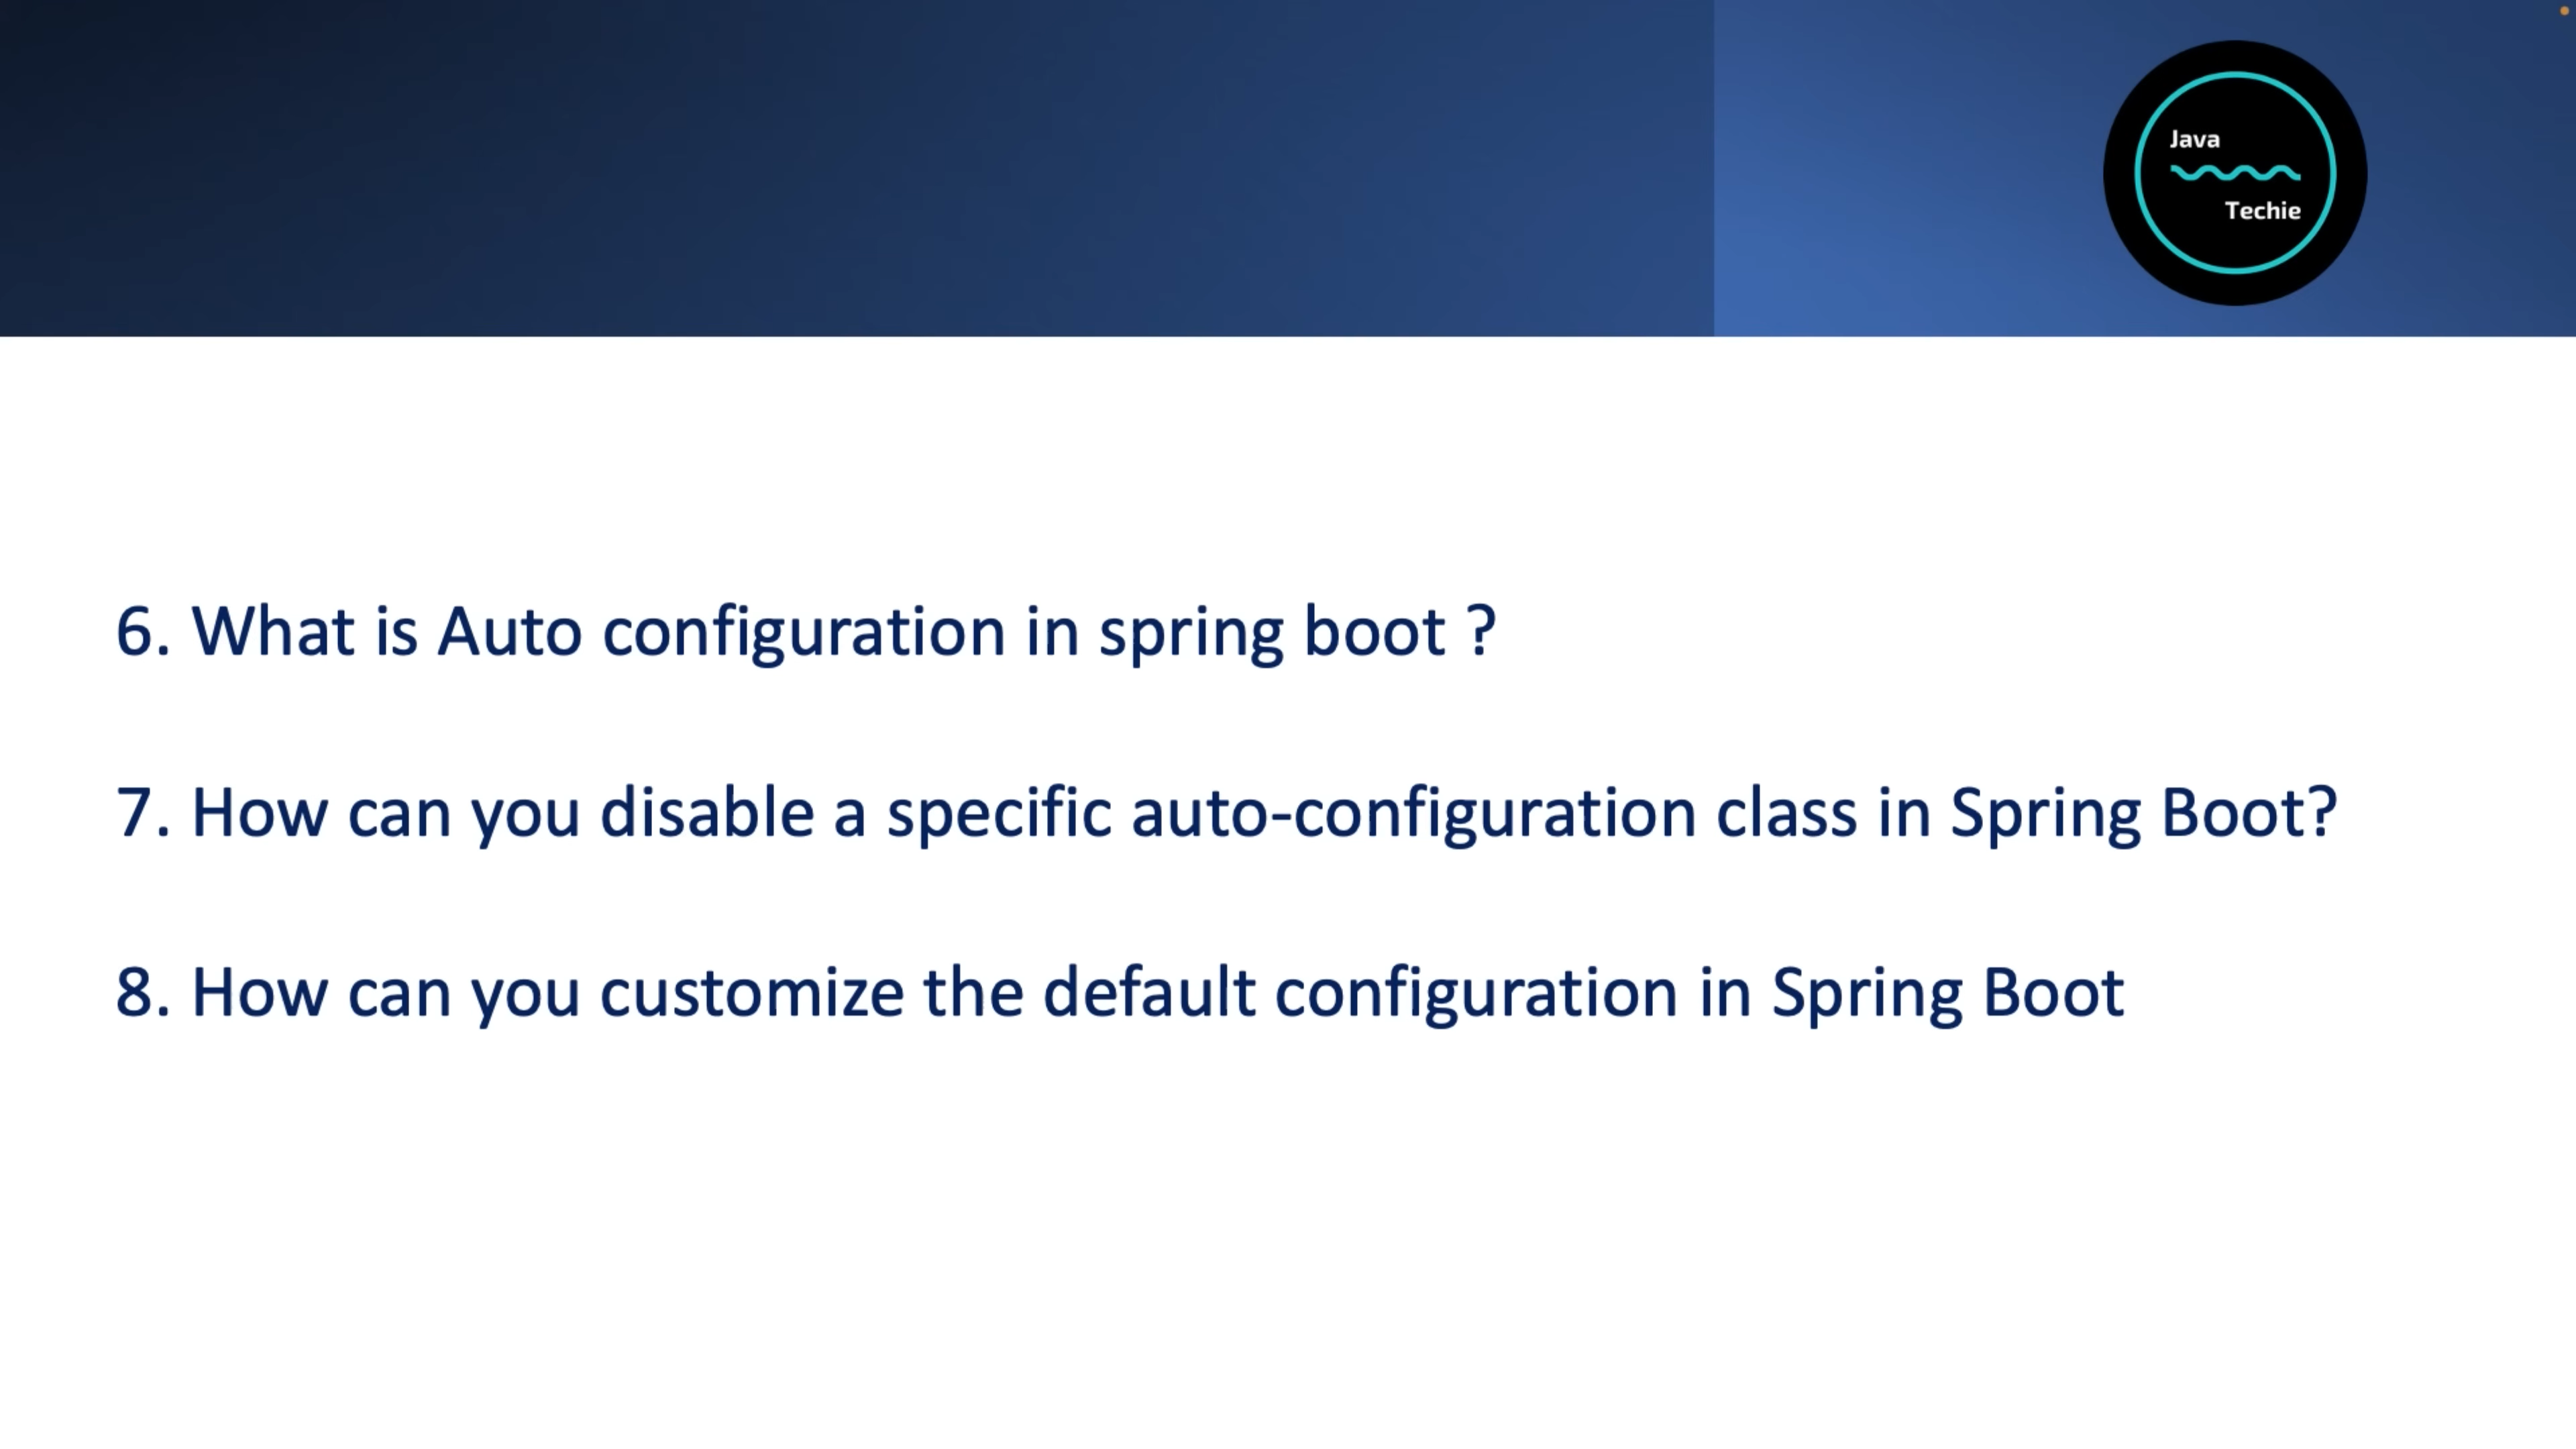 Java
Techie
6. What is Auto configuration in spring boot ?
7. How can you disable a specific auto-configuration class in Spring Boot?
8. How can you customize the default configuration in Spring Boot